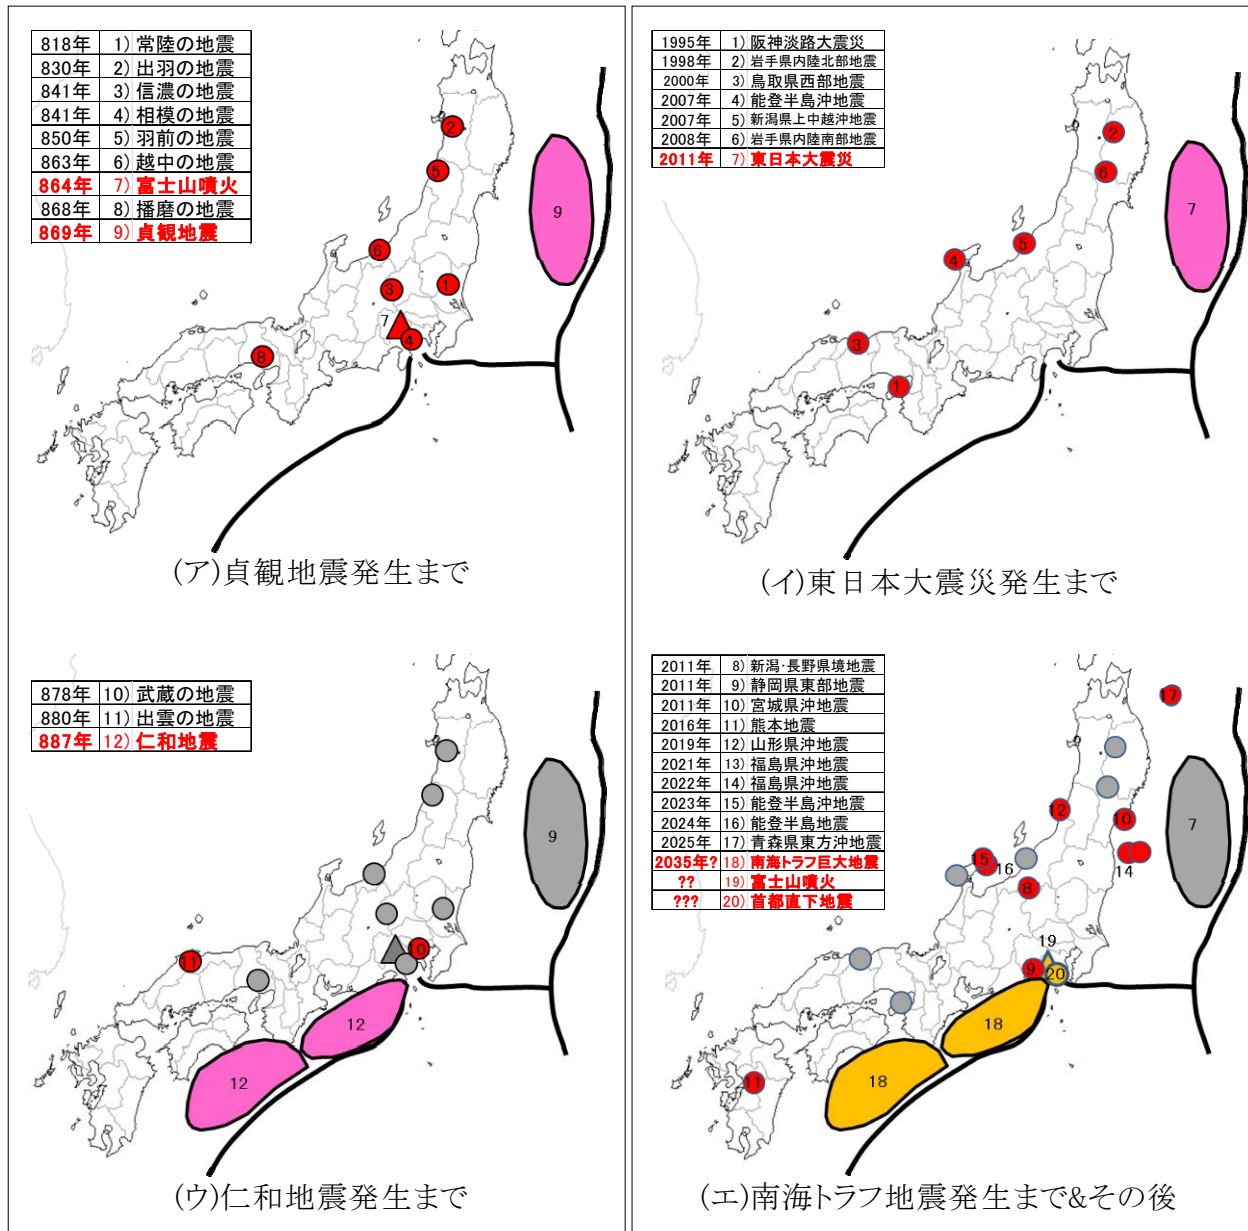 818年 1) 常陸の地震
830年 2) 出羽の地震
841年 3) 信濃の地震
841年 4) 相模の地震
850年 5) 羽前の地震
863年 6) 越中の地震
864年 7) 富士山噴火
868年 8) 播磨の地震
869年 9) 貞観地震
2
5
9
6
3
1
7
4
8
(ア)貞観地震発生まで
1995年 1) 阪神淡路大震災
1998年 2) 岩手県内陸北部地震
2000年 3) 鳥取県西部地震
2007年 4) 能登半島沖地震
2007年 5) 新潟県上中越沖地震
2008年 6) 岩手県内陸南部地震
2011年 7) 東日本大震災
2
6
7
5
4
3
1
(イ)東日本大震災発生まで
878年 10) 武蔵の地震
880年 11) 出雲の地震
887年 12) 仁和地震
9
10
11
12
12
(ウ)仁和地震発生まで
2011年 8) 新潟・長野県境地震
2011年 9) 静岡県東部地震
2011年 10) 宮城県沖地震
2016年 11) 熊本地震
2019年 12) 山形県沖地震
2021年 13) 福島県沖地震
2022年 14) 福島県沖地震
2023年 15) 能登半島沖地震
2024年 16) 能登半島地震
2025年 17) 青森県東方沖地震
2035年? 18) 南海トラフ巨大地震
?? 19) 富士山噴火
??? 20) 首都直下地震
17
12
10
7
15
16
14
8
19
9
20
18
18
11
(エ)南海トラフ地震発生まで&その後